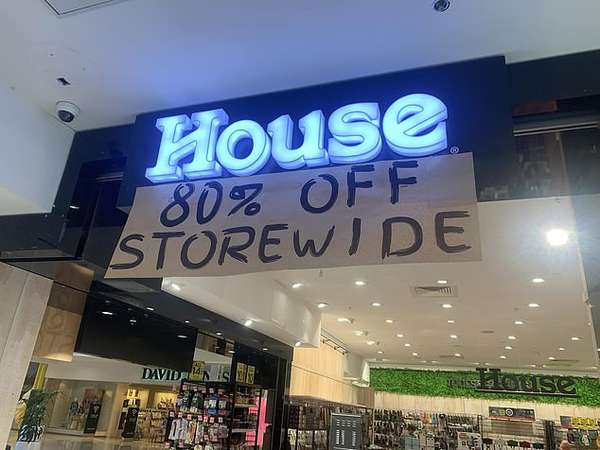 House®
80% OFF
STOREWIDE
DAVID
House